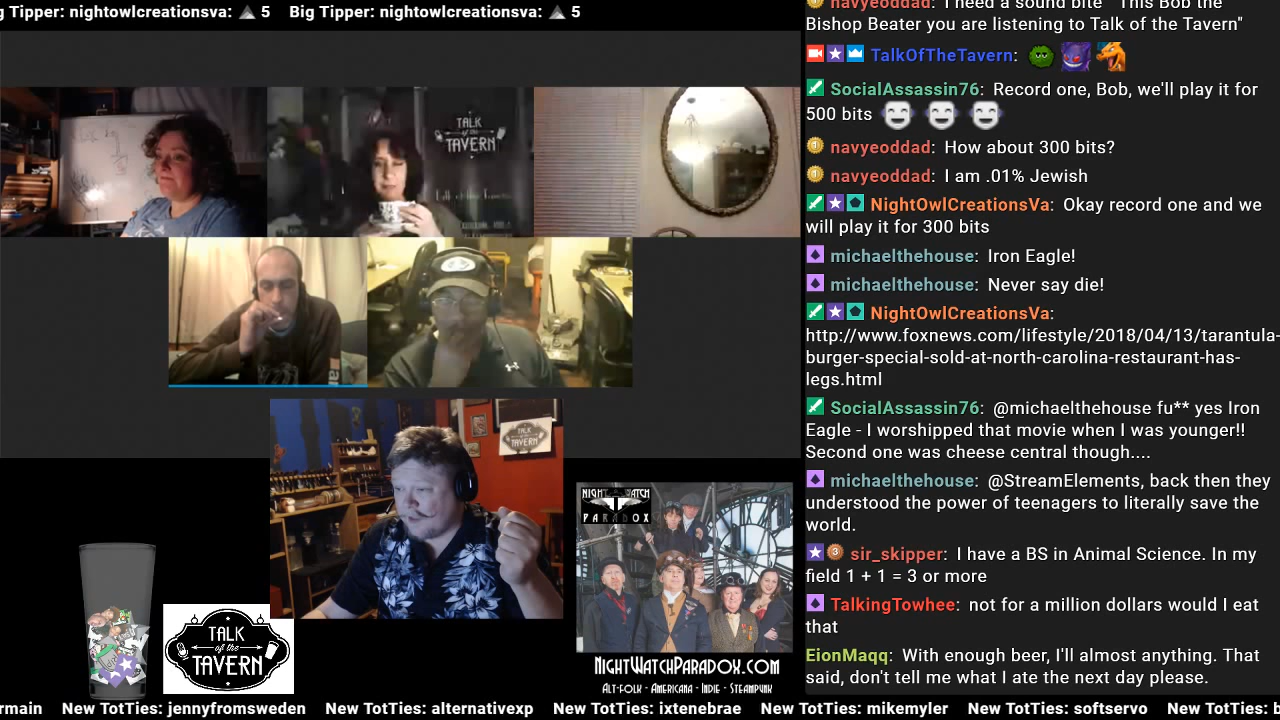 g Tipper: nightowlcreationsva: 5 Big Tipper: nightowlcreationsva: 5
navyeoddad: I need a sound bite "This Bob the
Bishop Beater you are listening to Talk of the Tavern"
TalkOfTheTavern:
SocialAssassin76: Record one, Bob, we'll play it for
500 bits
navyeoddad: How about 300 bits?
navyeoddad: I am .01% Jewish
NightOwlCreationsVa: Okay record one and we
will play it for 300 bits
michaelthehouse: Iron Eagle!
michaelthehouse: Never say die!
NightOwlCreationsVa:
http://www.foxnews.com/lifestyle/2018/04/13/tarantula-
burger-special-sold-at-north-carolina-restaurant-has-
legs.html
SocialAssassin76: @michaelthehouse fu** yes Iron
Eagle - I worshipped that movie when I was younger!!
Second one was cheese central though....
michaelthehouse: @StreamElements, back then they
understood the power of teenagers to literally save the
world.
sir_skipper: I have a BS in Animal Science. In my
field 1 + 1 = 3 or more
TalkingTowhee: not for a million dollars would I eat
that
EionMaqq: With enough beer, I'll almost anything. That
said, don't tell me what I ate the next day please.
TALK
of the
TAVERN
TALK
of the
TAVERN
TALK
of the
TAVERN
NIGHT WATCH
PARADOX
NIGHTWATCHPARADOX.COM
ALT-FOLK - AMERICANA - INDIE - STEAMPUNK
rmain New TotTies: jennyfromsweden New TotTies: alternativexp New TotTies: ixtenebrae New TotTies: mikemyler New TotTies: softservo New TotTies: b